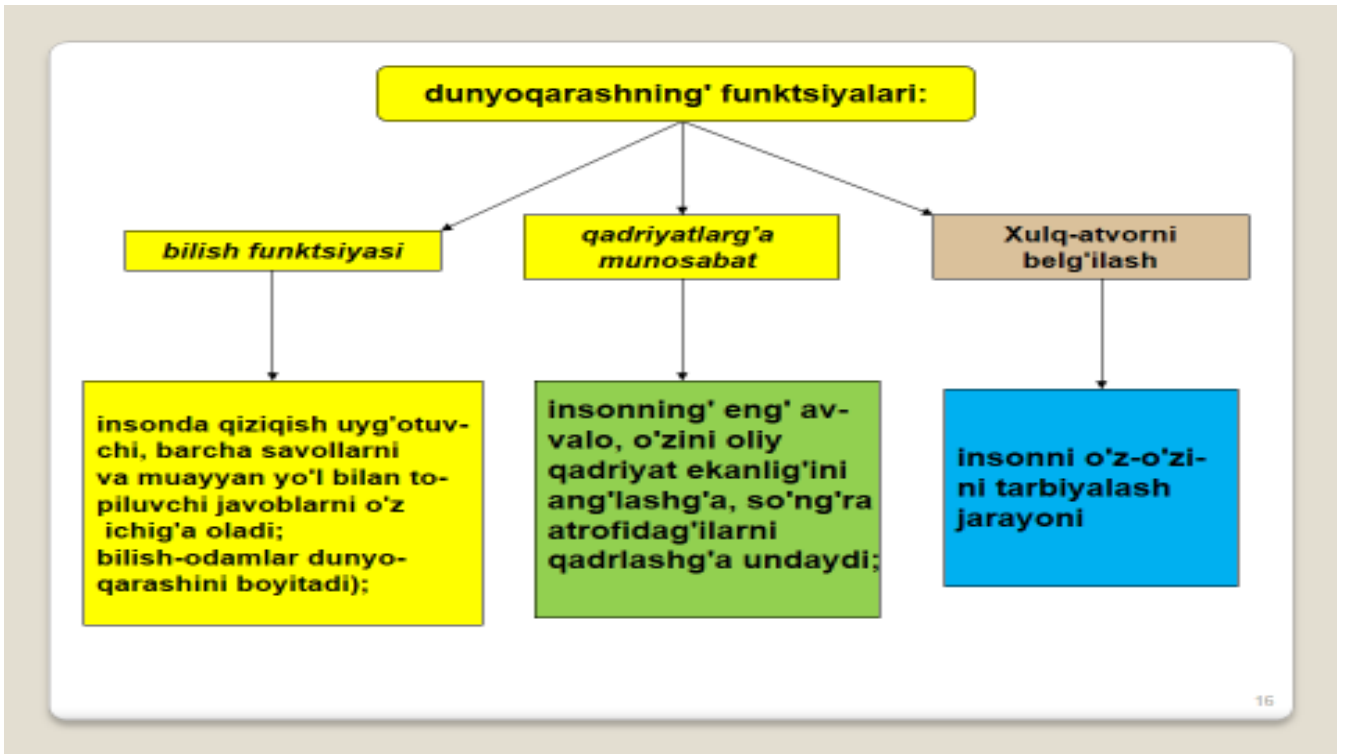 dunyoqarashning' funktsiyalari:
bilish funktsiyasi
qadriyatlarg'a
munosabat
Xulq-atvorni
belg'ilash
insonda qiziqish uyg'otuv-
chi, barcha savollarni
va muayyan yo'l bilan to-
piluvchi javoblarni o'z
ichig'a oladi;
bilish-odamlar dunyo-
qarashini boyitadi);
insonning' eng' av-
valo, o'zini oliy
qadriyat ekanlig'ini
ang'lashg'a, so'ng'ra
atrofidag'ilarni
qadrlashg'a undaydi;
insonni o'z-o'zi-
ni tarbiyalash
jarayoni
16